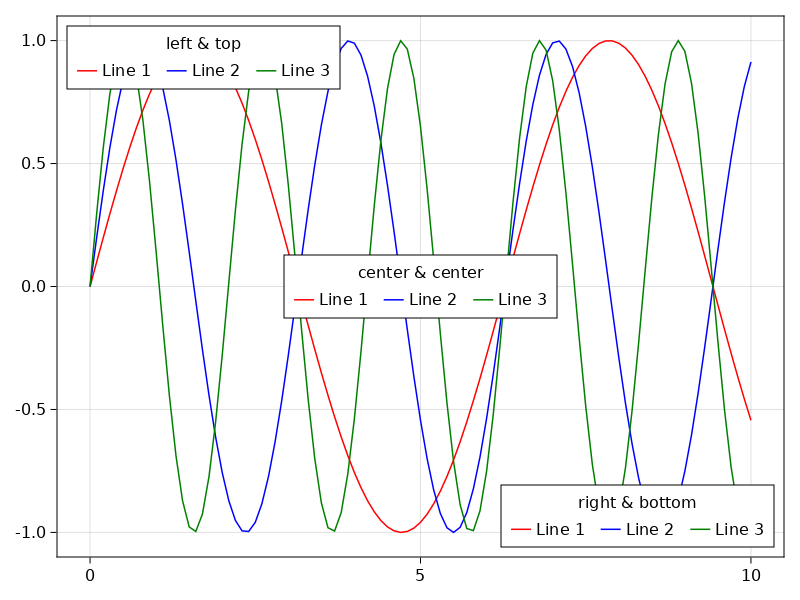 1.0
0.5
0.0
-0.5
-1.0
left & top
Line 1 Line 2 Line 3
center & center
Line 1 Line 2 Line 3
right & bottom
Line 1 Line 2 Line 3
0 5 10